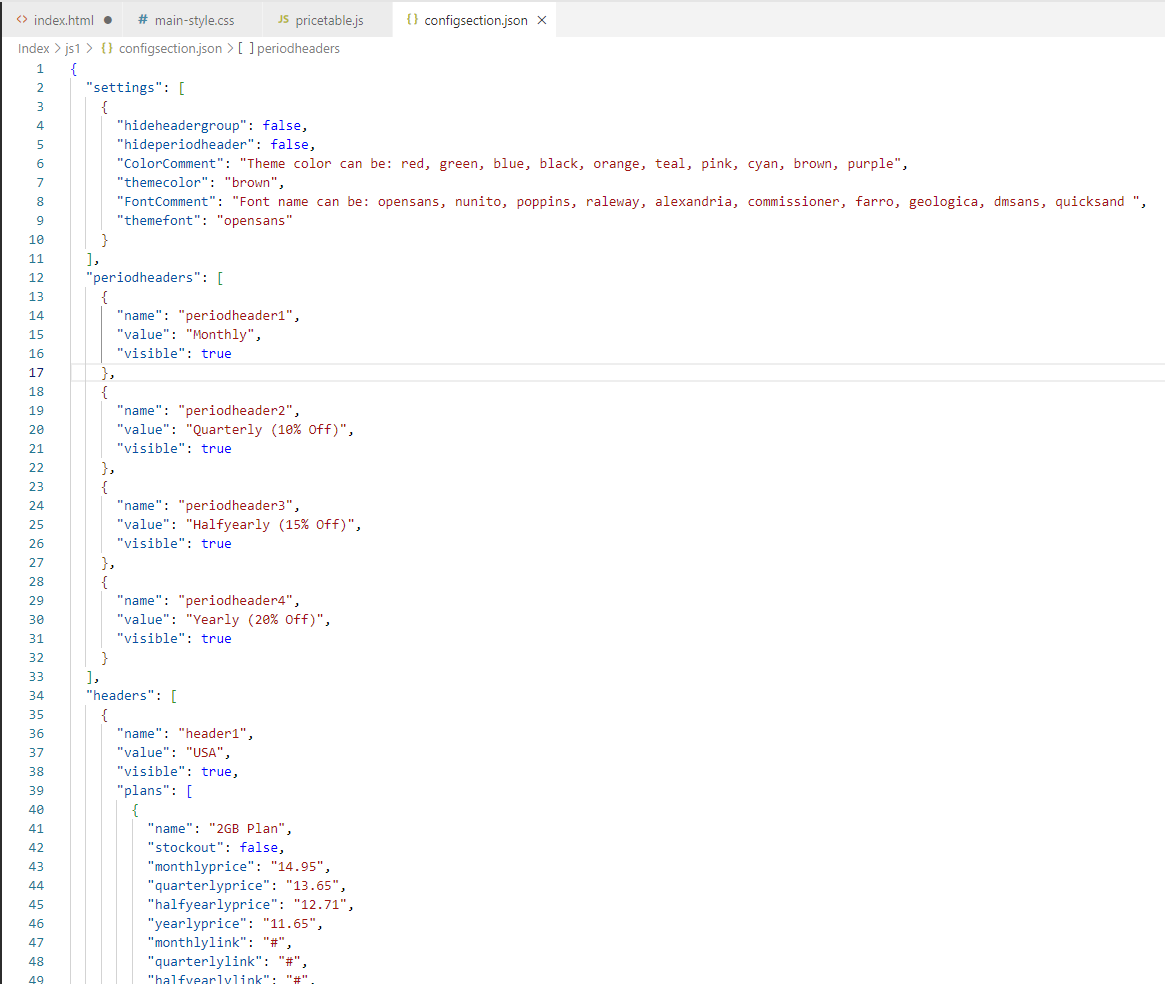 index.html
main-style.css
JS pricetable.js
{} configsection.json
Index > js1 > {} configsection.json > [ ] periodheaders
1 {
2 "settings": [
3 {
4 "hideheadergroup": false,
5 "hideperiodheader": false,
6 "ColorComment": "Theme color can be: red, green, blue, black, orange, teal, pink, cyan, brown, purple",
7 "themecolor": "brown",
8 "FontComment": "Font name can be: opensans, nunito, poppins, raleway, alexandria, commissioner, farro, geologica, dmsans, quicksand ",
9 "themefont": "opensans"
10 }
11 ],
12 "periodheaders": [
13 {
14 "name": "periodheader1",
15 "value": "Monthly",
16 "visible": true
17 },
18 {
19 "name": "periodheader2",
20 "value": "Quarterly (10% Off)",
21 "visible": true
22 },
23 {
24 "name": "periodheader3",
25 "value": "Halfyearly (15% Off)",
26 "visible": true
27 },
28 {
29 "name": "periodheader4",
30 "value": "Yearly (20% Off)",
31 "visible": true
32 }
33 ],
34 "headers": [
35 {
36 "name": "header1",
37 "value": "USA",
38 "visible": true,
39 "plans": [
40 {
41 "name": "2GB Plan",
42 "stockout": false,
43 "monthlyprice": "14.95",
44 "quarterlyprice": "13.65",
45 "halfyearlyprice": "12.71",
46 "yearlyprice": "11.65",
47 "monthlylink": "#",
48 "quarterlylink": "#",
49 "halfyearlylink": "#",